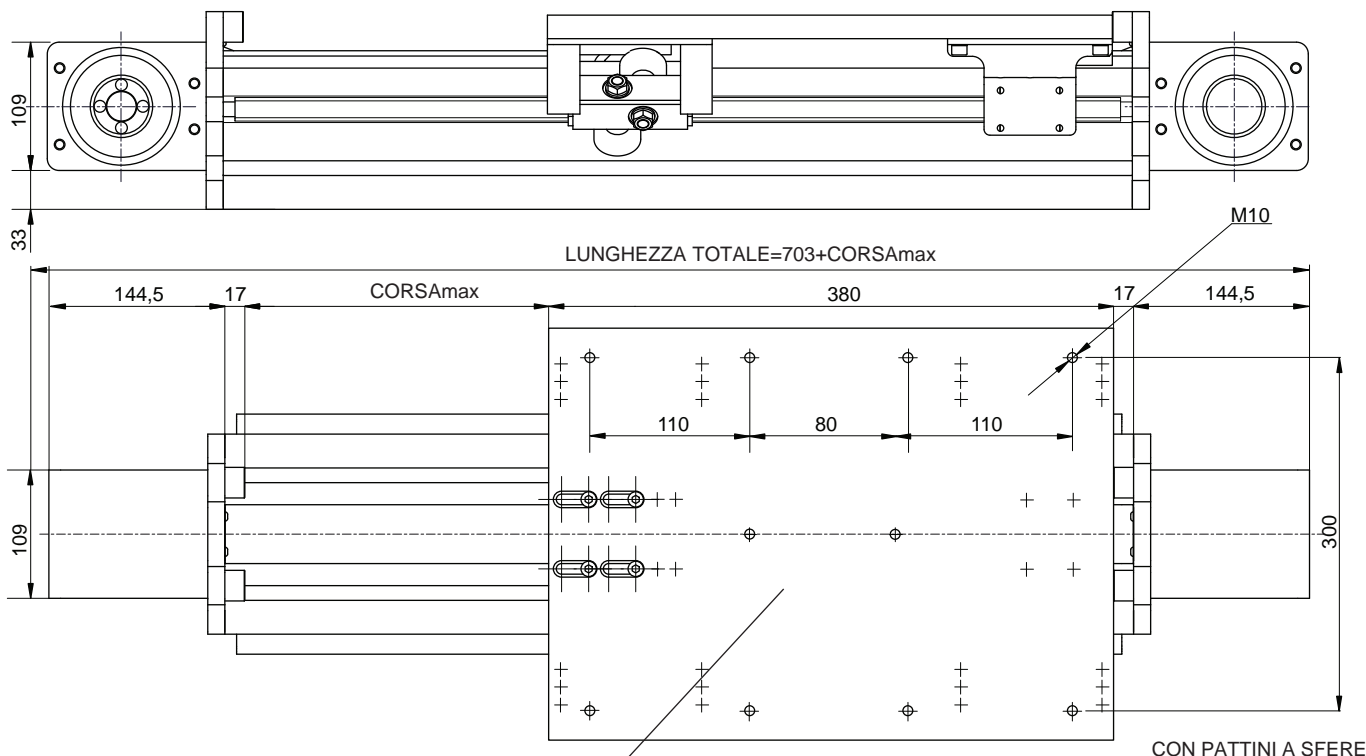 109
33
M10
LUNGHEZZA TOTALE=703+CORSAmax
144,5 17 CORSAmax 380 17 144,5
110 80 110
109
300
CON PATTINI A SFERE